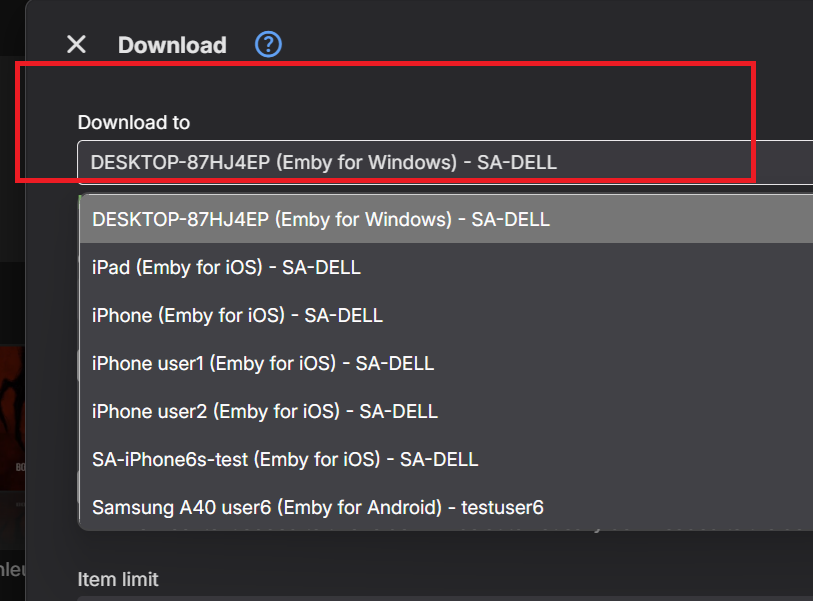 Download
Download to
DESKTOP-87HJ4EP (Emby for Windows) - SA-DELL
DESKTOP-87HJ4EP (Emby for Windows) - SA-DELL
iPad (Emby for iOS) - SA-DELL
iPhone (Emby for iOS) - SA-DELL
iPhone user1 (Emby for iOS) - SA-DELL
iPhone user2 (Emby for iOS) - SA-DELL
SA-iPhone6s-test (Emby for iOS) - SA-DELL
Samsung A40 user6 (Emby for Android) - testuser6
Item limit